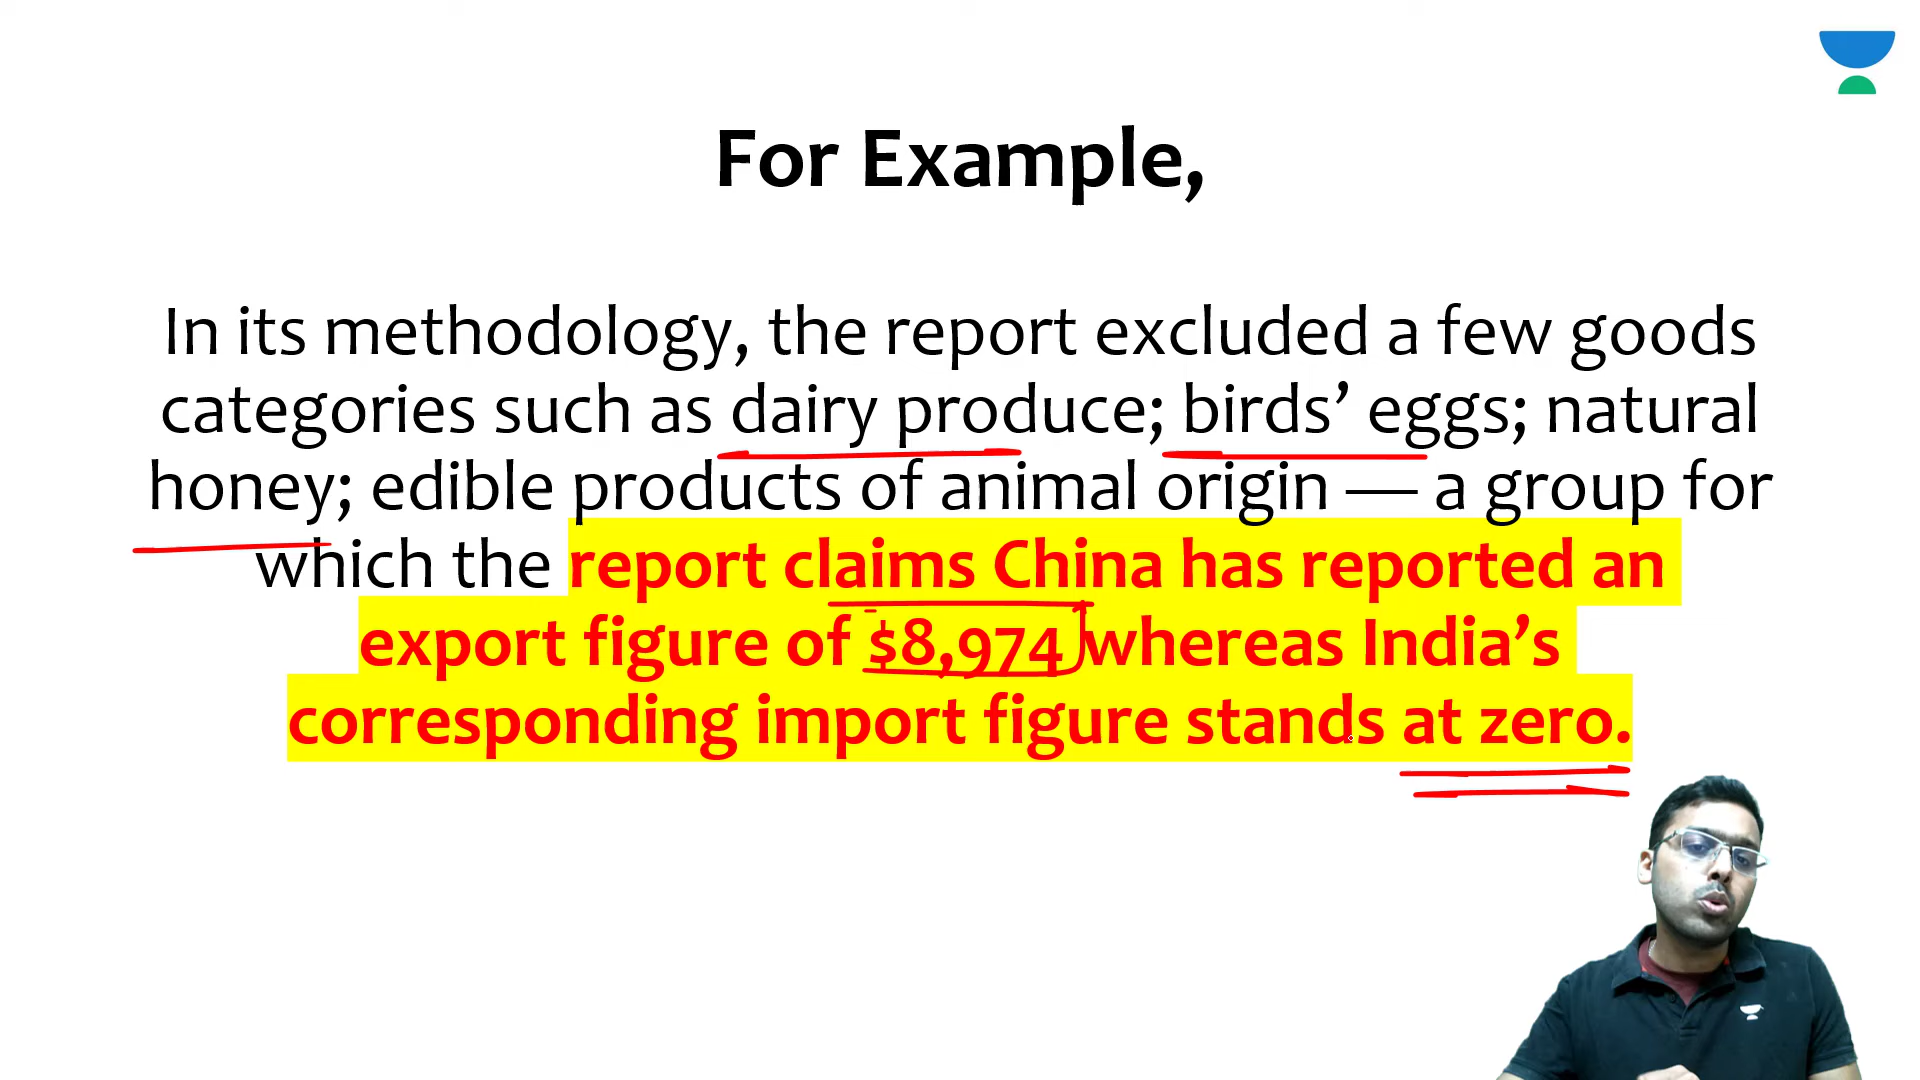 For Example,
In its methodology, the report excluded a few goods
categories such as dairy produce; birds’ eggs; natural
honey; edible products of animal origin — a group for
which the report claims China has reported an
export figure of $8,974 whereas India’s
corresponding import figure stands at zero.